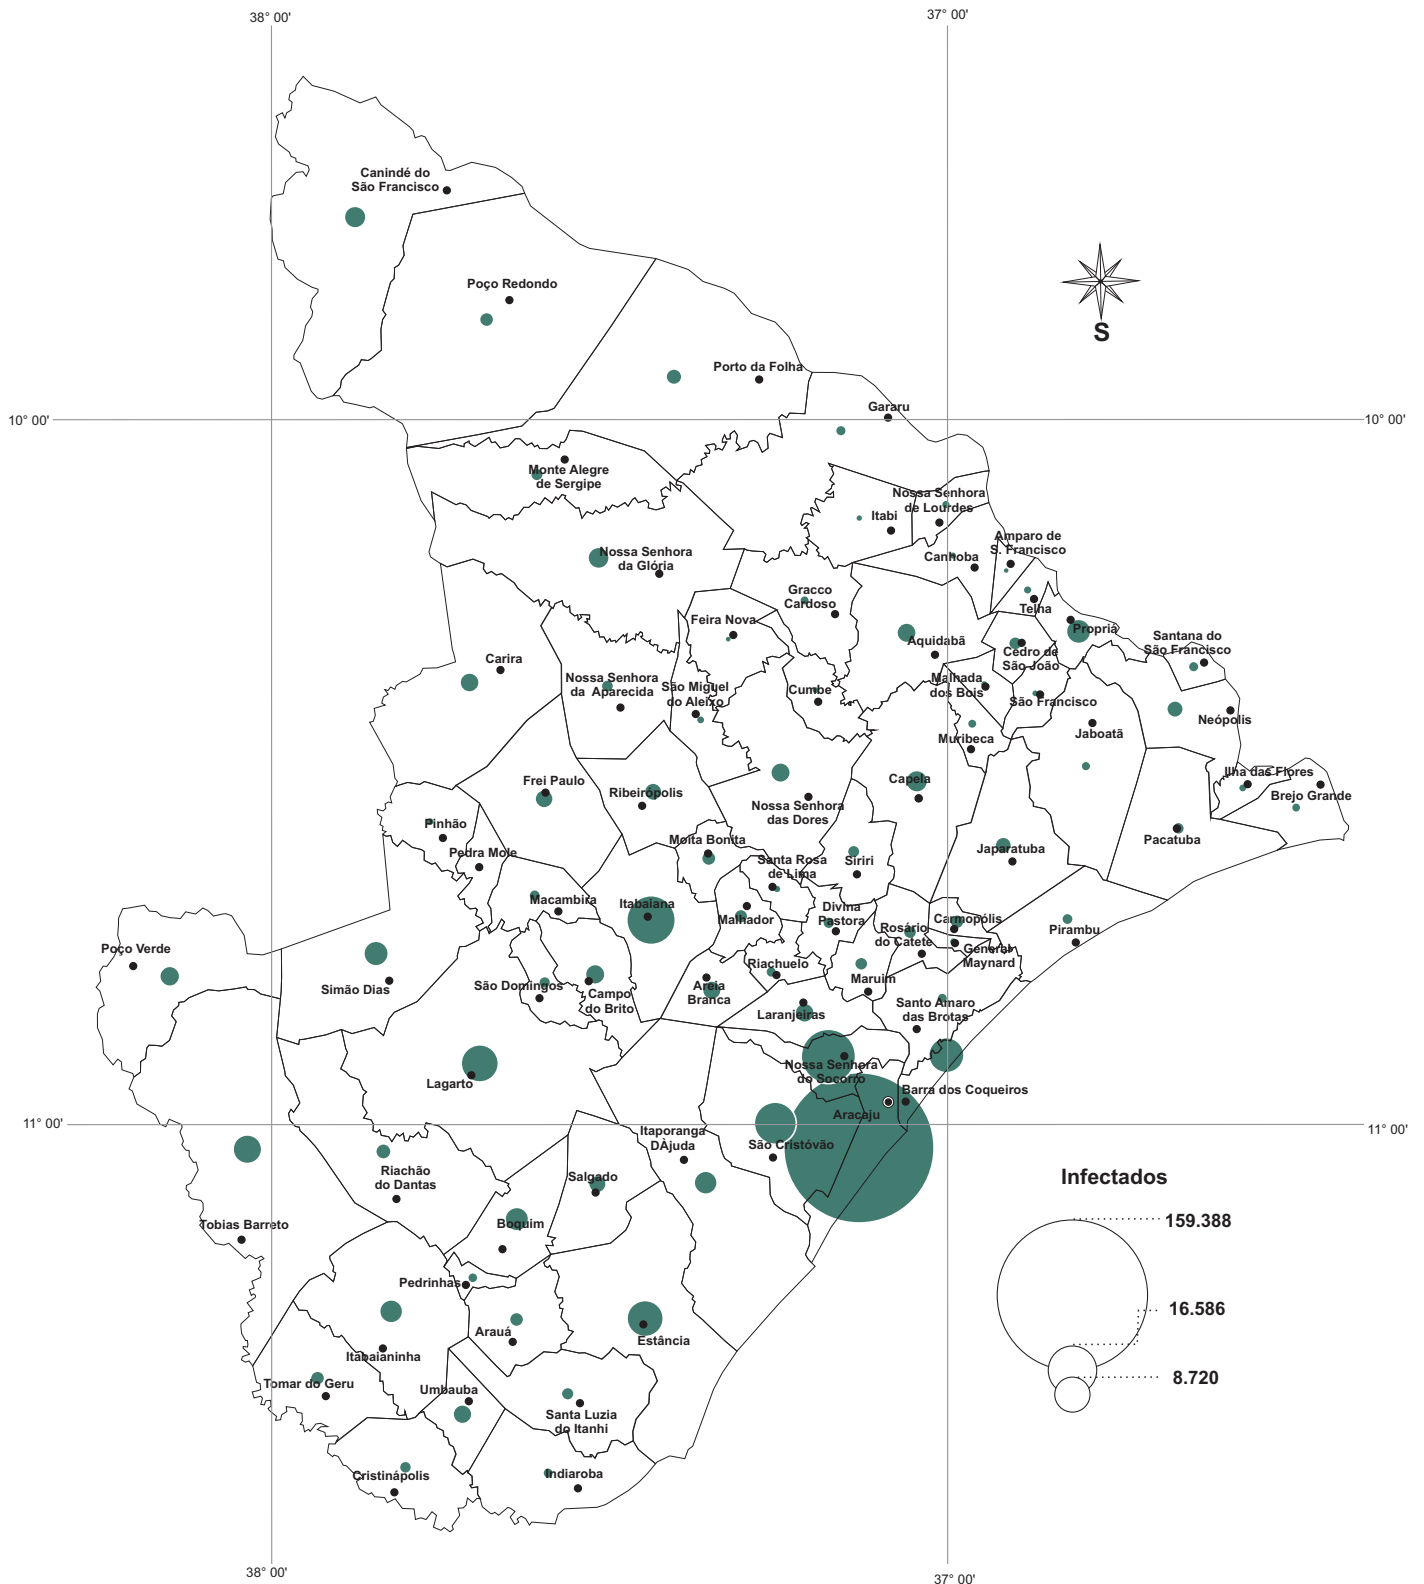 38° 00'
37° 00'
Canindé do
São Francisco
Poço Redondo
S
Porto da Folha
Gararu
10° 00'
10° 00'
Monte Alegre
de Sergipe
Nossa Senhora
de Lourdes
Itabi
Amparo de
S. Francisco
Canhoba
Nossa Senhora
da Glória
Gracco
Cardoso
Telha
Feira Nova
Propriá
Aquidabã
Santana do
São Francisco
Cedro de
São João
Carira
Nossa Senhora
da Aparecida
São Miguel
do Aleixo
Cumbe
Malhada
dos Bois
São Francisco
Neópolis
Jaboatã
Muribeca
Ilha das Flores
Brejo Grande
Frei Paulo
Ribeirópolis
Capela
Nossa Senhora
das Dores
Pinhão
Pedra Mole
Moita Bonita
Santa Rosa
de Lima
Siriri
Japaratuba
Pacatuba
Macambira
Itabaiana
Malhador
Divina
Pastora
Rosário
do Catete
Carmopólis
Pirambu
General
Maynard
Poço Verde
Simão Dias
São Domingos
Campo
do Brito
Areia
Branca
Riachuelo
Maruim
Laranjeiras
Santo Amaro
das Brotas
Lagarto
Nossa Senhora
do Socorro
Barra dos Coqueiros
Aracaju
11° 00'
11° 00'
Itaporanga
DÀjuda
São Cristóvão
Riachão
do Dantas
Salgado
Infectados
159.388
16.586
8.720
Tobias Barreto
Boquim
Pedrinhas
Arauá
Estância
Itabaianinha
Tomar do Geru
Umbauba
Santa Luzia
do Itanhi
Cristinápolis
Indiaroba
38° 00'
37° 00'